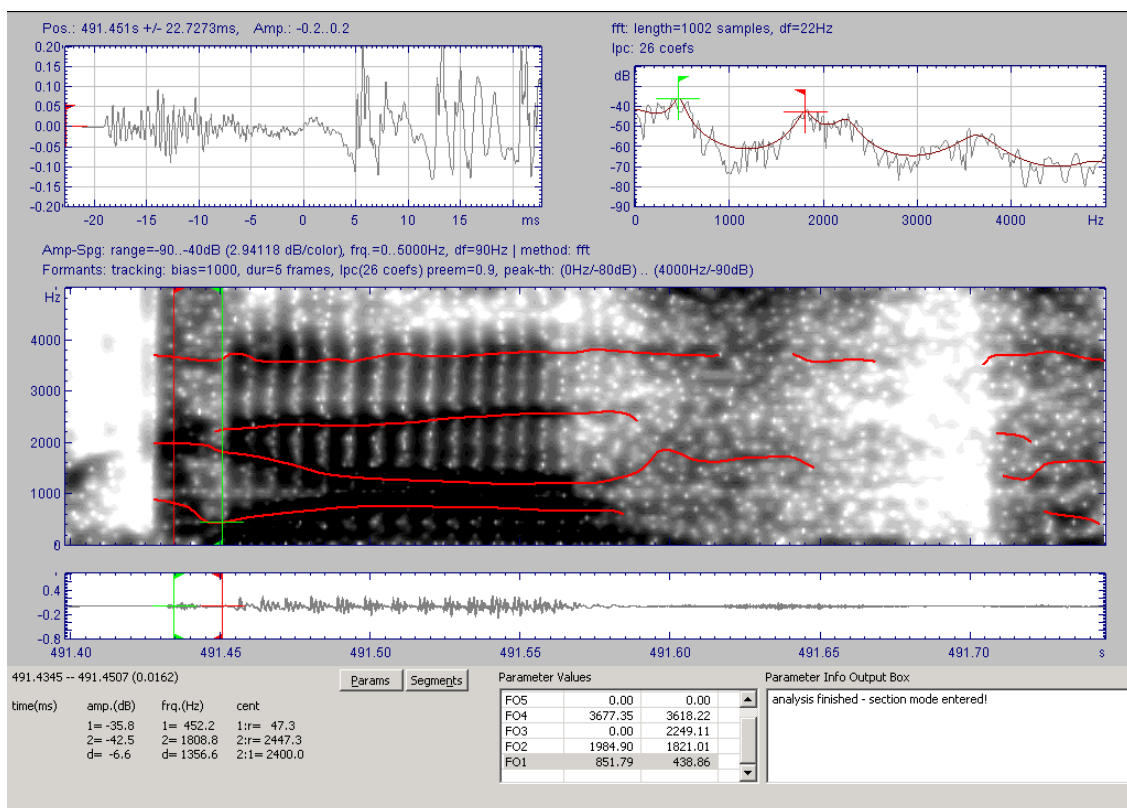 Pos.: 491.451s +/- 22.7273ms,   Amp.: -0.2..0.2
0.20
0.15
0.10
0.05
0.00
-0.05
-0.10
-0.15
-0.20
-20 -15 -10 -5 0 5 10 15 ms
fft: length=1002 samples, df=22Hz
lpc: 26 coefs
dB
-40
-50
-60
-70
-80
-90
0 1000 2000 3000 4000 Hz
Amp-Spg: range=-90..-40dB (2.94118 dB/color), frq.=0..5000Hz, df=90Hz | method: fft
Formants: tracking: bias=1000, dur=5 frames, lpc(26 coefs) preem=0.9, peak-th: (0Hz/-80dB) .. (4000Hz/-90dB)
Hz
4000
3000
2000
1000
0
0.4
-0.2
-0.8
491.40 491.45 491.50 491.55 491.60 491.65 491.70 s
491.4345 -- 491.4507 (0.0162)
Params Segments
time(ms) amp.(dB) frq.(Hz) cent
1= -35.8 1= 452.2 1:r= 47.3
2= -42.5 2= 1808.8 2:r= 2447.3
d= -6.6 d= 1356.6 2:1= 2400.0
Parameter Values
FO5 0.00 0.00
FO4 3677.35 3618.22
FO3 0.00 2249.11
FO2 1984.90 1821.01
FO1 851.79 438.86
Parameter Info Output Box
analysis finished - section mode entered!